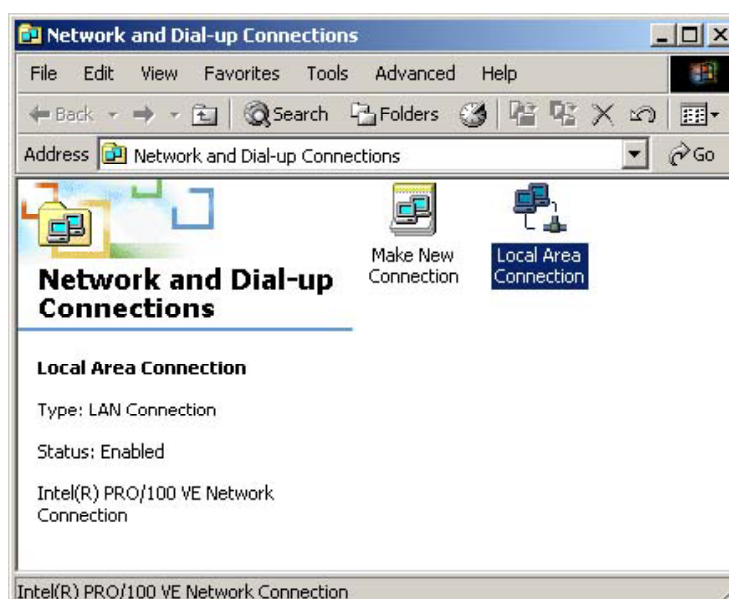 Network and Dial-up Connections
File Edit View Favorites Tools Advanced Help
Back Search Folders
Address Network and Dial-up Connections Go
Make New
Connection
Local Area
Connection
Network and Dial-up
Connections
Local Area Connection
Type: LAN Connection
Status: Enabled
Intel(R) PRO/100 VE Network
Connection
Intel(R) PRO/100 VE Network Connection